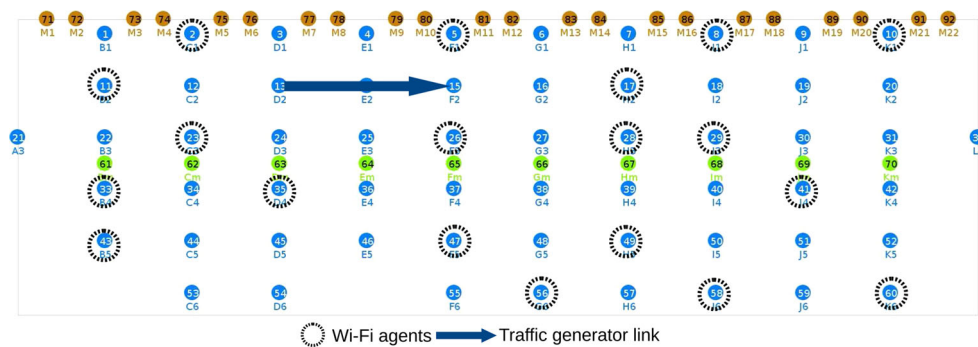 71 72 73 74 75 76 77 78 79 80 81 82 83 84 85 86 87 88 89 90 91 92
M1 M2 M3 M4 M5 M6 M7 M8 M9 M10 M11 M12 M13 M14 M15 M16 M17 M18 M19 M20 M21 M22
1 2 3 4 5 6 7 8 9 10
B1 D1 E1 G1 H1 J1
11 12 13 4 15 16 17 18 19 20
C2 D2 E2 F2 G2 I2 J2 K2
21 22 23 24 25 26 27 28 29 30 31
A3 B3 D3 E3 G3 J3 K3 L
61 62 63 64 65 66 67 68 69 70
Cm Em Fm Gm Hm Im Km
33 34 35 36 37 38 39 40 41 42
B4 C4 D4 E4 F4 G4 H4 I4 J4 K4
43 44 45 46 47 48 49 50 51 52
B5 C5 D5 E5 G5 I5 J5 K5
53 54 55 56 57 58 59 60
C6 D6 F6 H6 J6
Wi-Fi agents Traffic generator link